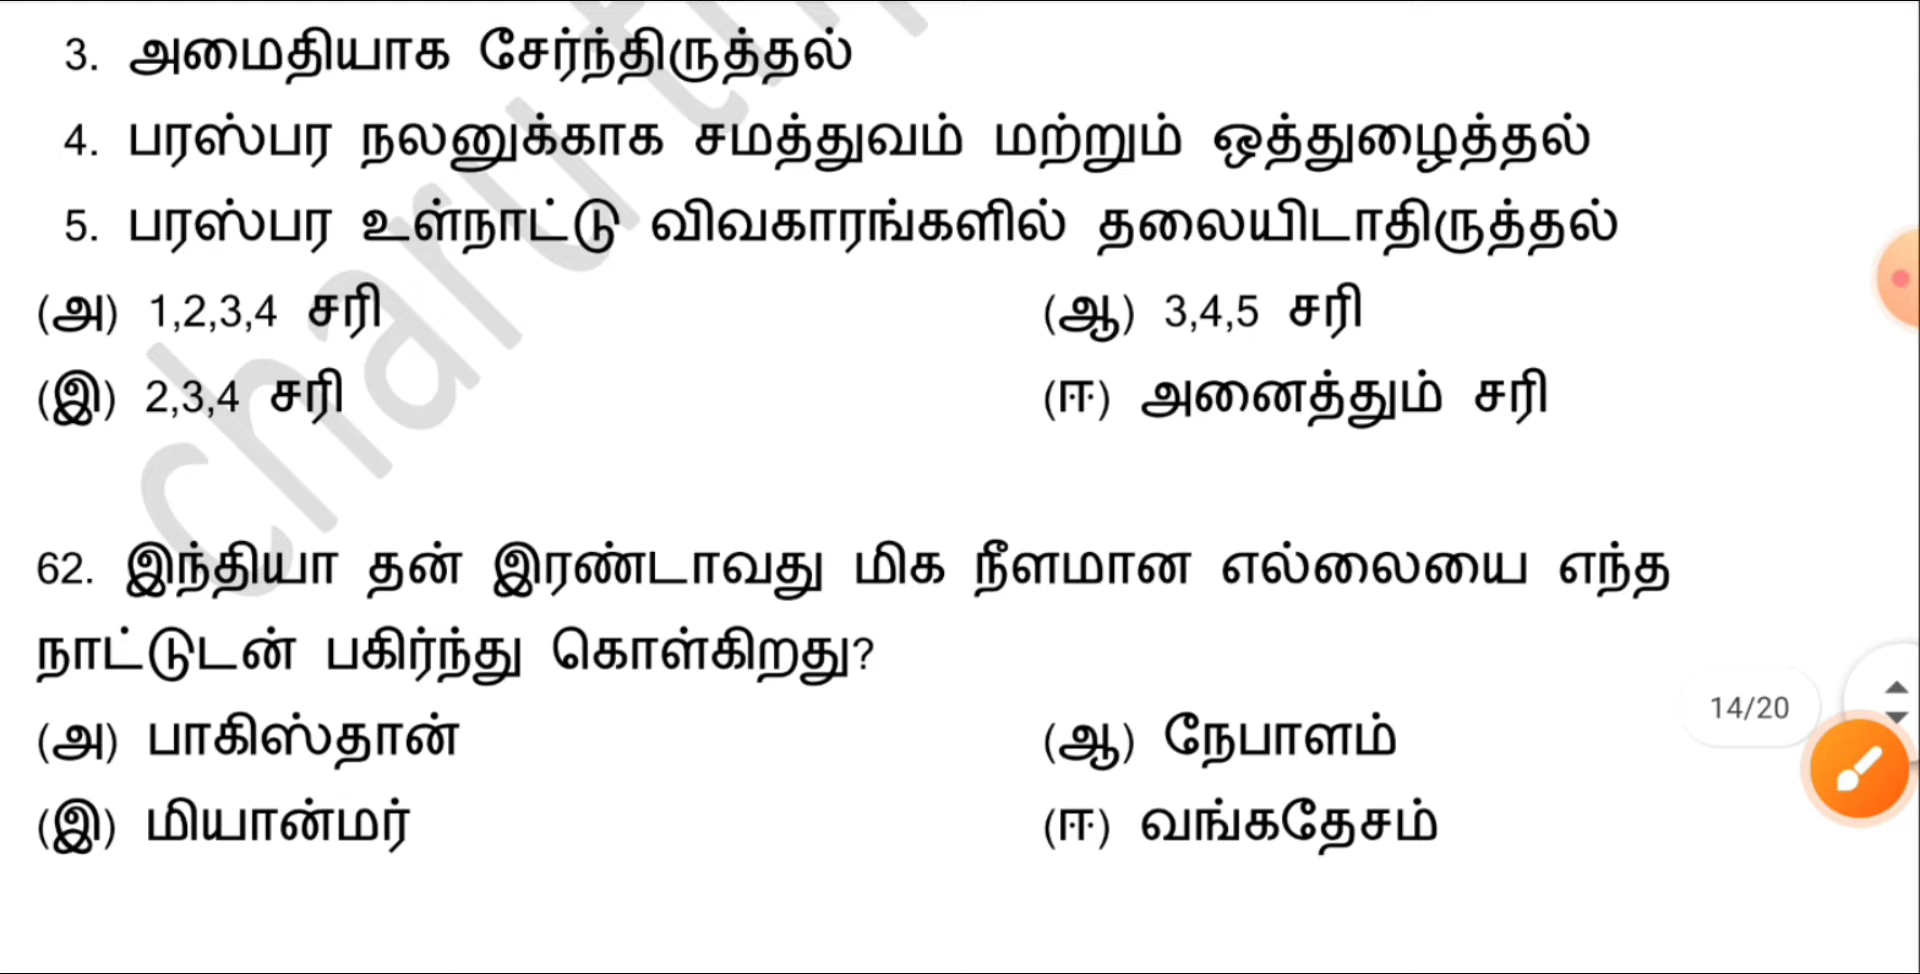 3. அமைதியாக சேர்ந்திருத்தல்
4. பரஸ்பர நலனுக்காக சமத்துவம் மற்றும் ஒத்துழைத்தல்
5. பரஸ்பர உள்நாட்டு விவகாரங்களில் தலையிடாதிருத்தல்
(அ) 1,2,3,4 சரி (ஆ) 3,4,5 சரி
(இ) 2,3,4 சரி (ஈ) அனைத்தும் சரி
62. இந்தியா தன் இரண்டாவது மிக நீளமான எல்லையை எந்த
நாட்டுடன் பகிர்ந்து கொள்கிறது?
(அ) பாகிஸ்தான் (ஆ) நேபாளம்
14/20
(இ) மியான்மர் (ஈ) வங்கதேசம்
charu